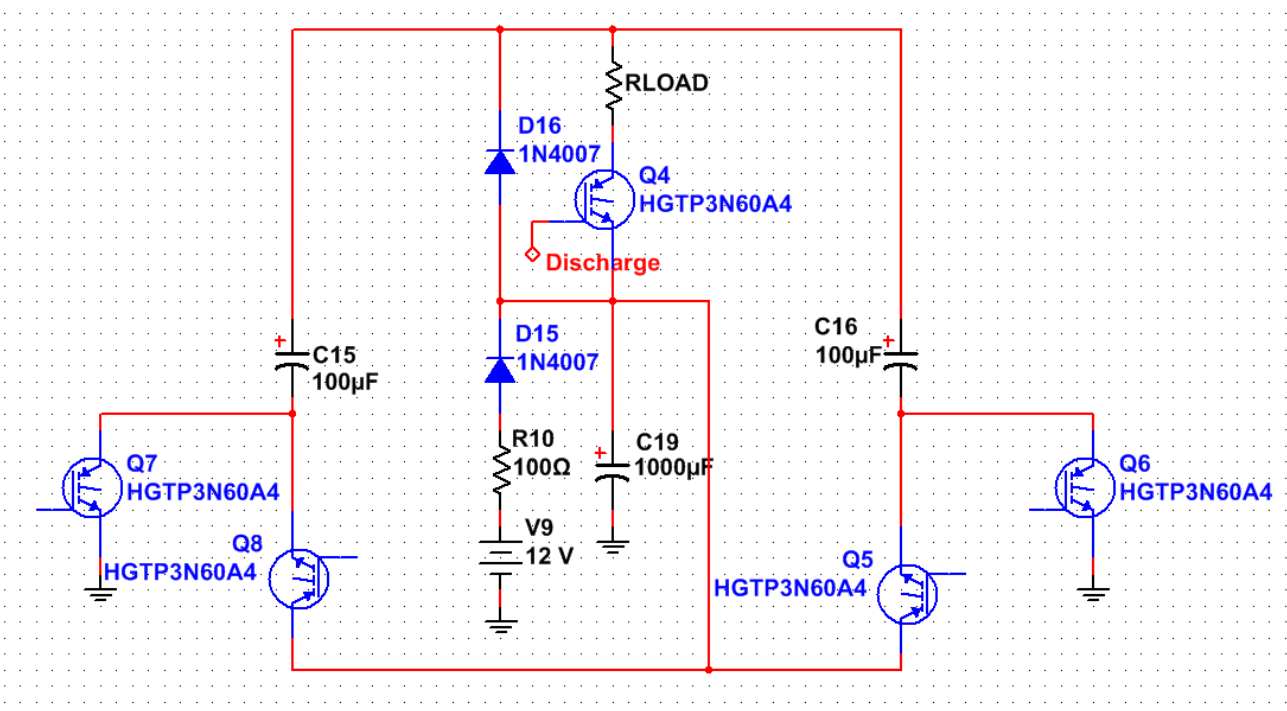 RLOAD
D16
1N4007
Q4
HGTP3N60A4
Discharge
D15
1N4007
C16
100µF
+
+
C15
100µF
R10
100Ω
+
C19
1000µF
Q7
HGTP3N60A4
Q6
HGTP3N60A4
V9
12 V
Q8
HGTP3N60A4
Q5
HGTP3N60A4